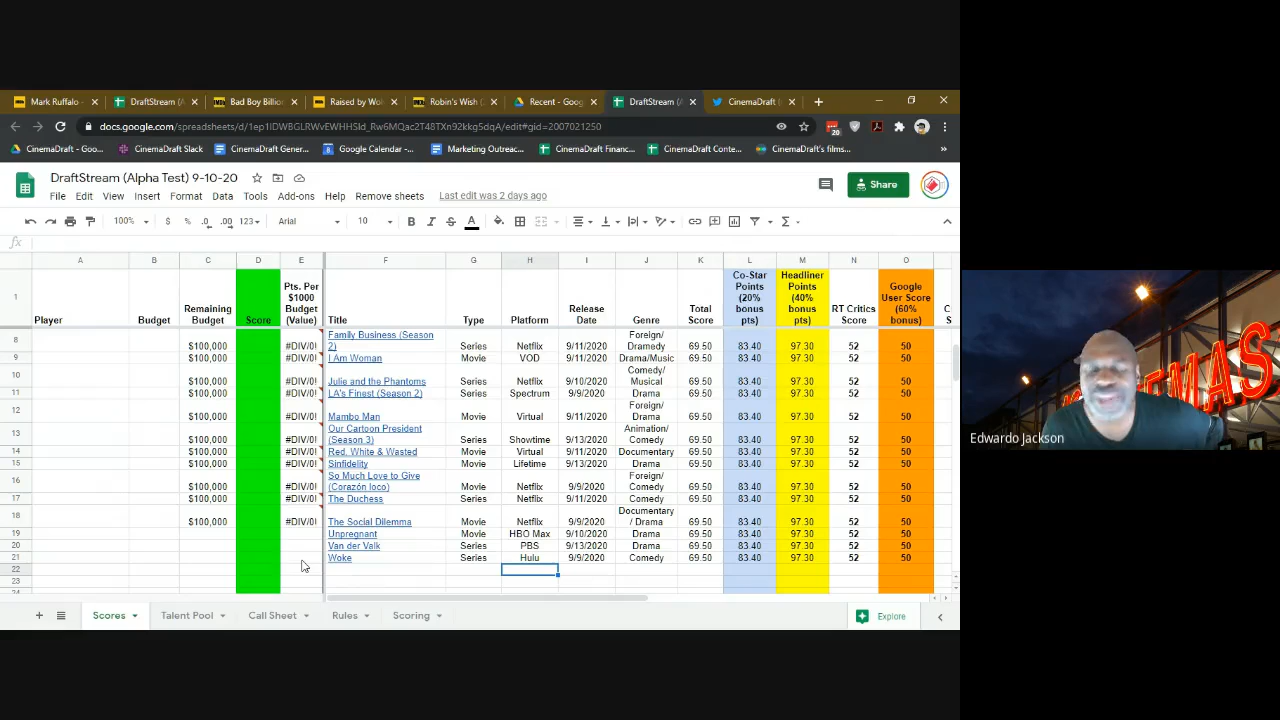 Mark Ruffalo -
DraftStream (A
Bad Boy Billion
Raised by Wol
Robin's Wish (2
Recent - Goog
DraftStream (A
CinemaDraft (
docs.google.com/spreadsheets/d/1ep1IDWBGLRWvEWHHSld_Rw6MQac2T48TXn92kkg5dqA/edit#gid=2007021250
20
CinemaDraft - Goo...
CinemaDraft Slack
CinemaDraft Gener...
Google Calendar -...
Marketing Outreac...
CinemaDraft Financ...
CinemaDraft Conte...
CinemaDraft's films...
DraftStream (Alpha Test) 9-10-20
File Edit View Insert Format Data Tools Add-ons Help Remove sheets Last edit was 2 days ago
Share
100% $ % .0 .00 123 Arial 10 B I S A
fx
A B C D E F G H I J K L M N O
1
Player
Budget
Remaining
Budget
Score
Pts. Per
$1000
Budget
(Value)
Title
Type
Platform
Release
Date
Genre
Total
Score
Co-Star
Points
(20%
bonus
pts)
Headliner
Points
(40%
bonus
pts)
RT Critics
Score
Google
User Score
(60%
bonus)
8 $100,000 #DIV/0! Family Business (Season
2) Series Netflix 9/11/2020 Foreign/
Dramedy 69.50 83.40 97.30 52 50
9 $100,000 #DIV/0! I Am Woman Movie VOD 9/11/2020 Drama/Music 69.50 83.40 97.30 52 50
10 $100,000 #DIV/0! Julie and the Phantoms Series Netflix 9/10/2020 Comedy/
Musical 69.50 83.40 97.30 52 50
11 $100,000 #DIV/0! LA's Finest (Season 2) Series Spectrum 9/9/2020 Drama 69.50 83.40 97.30 52 50
12 $100,000 #DIV/0! Mambo Man Movie Virtual 9/11/2020 Foreign/
Drama 69.50 83.40 97.30 52 50
13 $100,000 #DIV/0! Our Cartoon President
(Season 3) Series Showtime 9/13/2020 Animation/
Comedy 69.50 83.40 97.30 52 50
14 $100,000 #DIV/0! Red, White & Wasted Movie Virtual 9/11/2020 Documentary 69.50 83.40 97.30 52 50
15 $100,000 #DIV/0! Sinfidelity Movie Lifetime 9/13/2020 Drama 69.50 83.40 97.30 52 50
16 $100,000 #DIV/0! So Much Love to Give
(Corazón loco) Movie Netflix 9/9/2020 Foreign/
Comedy 69.50 83.40 97.30 52 50
17 $100,000 #DIV/0! The Duchess Series Netflix 9/11/2020 Comedy 69.50 83.40 97.30 52 50
18 $100,000 #DIV/0! The Social Dilemma Movie Netflix 9/9/2020 Documentary
/ Drama 69.50 83.40 97.30 52 50
19 Unpregnant Movie HBO Max 9/10/2020 Drama 69.50 83.40 97.30 52 50
20 Van der Valk Series PBS 9/13/2020 Drama 69.50 83.40 97.30 52 50
21 Woke Series Hulu 9/9/2020 Comedy 69.50 83.40 97.30 52 50
22
23
24
Scores
Talent Pool
Call Sheet
Rules
Scoring
Explore
Edwardo Jackson
EMAS